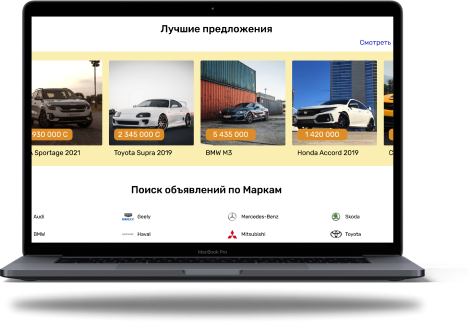 Лучшие предложения
Смотреть
930 000 С
2 345 000 С
5 435 000
1 420 000
A Sportage 2021
Toyota Supra 2019
BMW M3
Honda Accord 2019
Поиск объявлений по Маркам
Audi
Geely
Mercedes-Benz
Skoda
BMW
Haval
Mitsubishi
Toyota
MacBook Pro